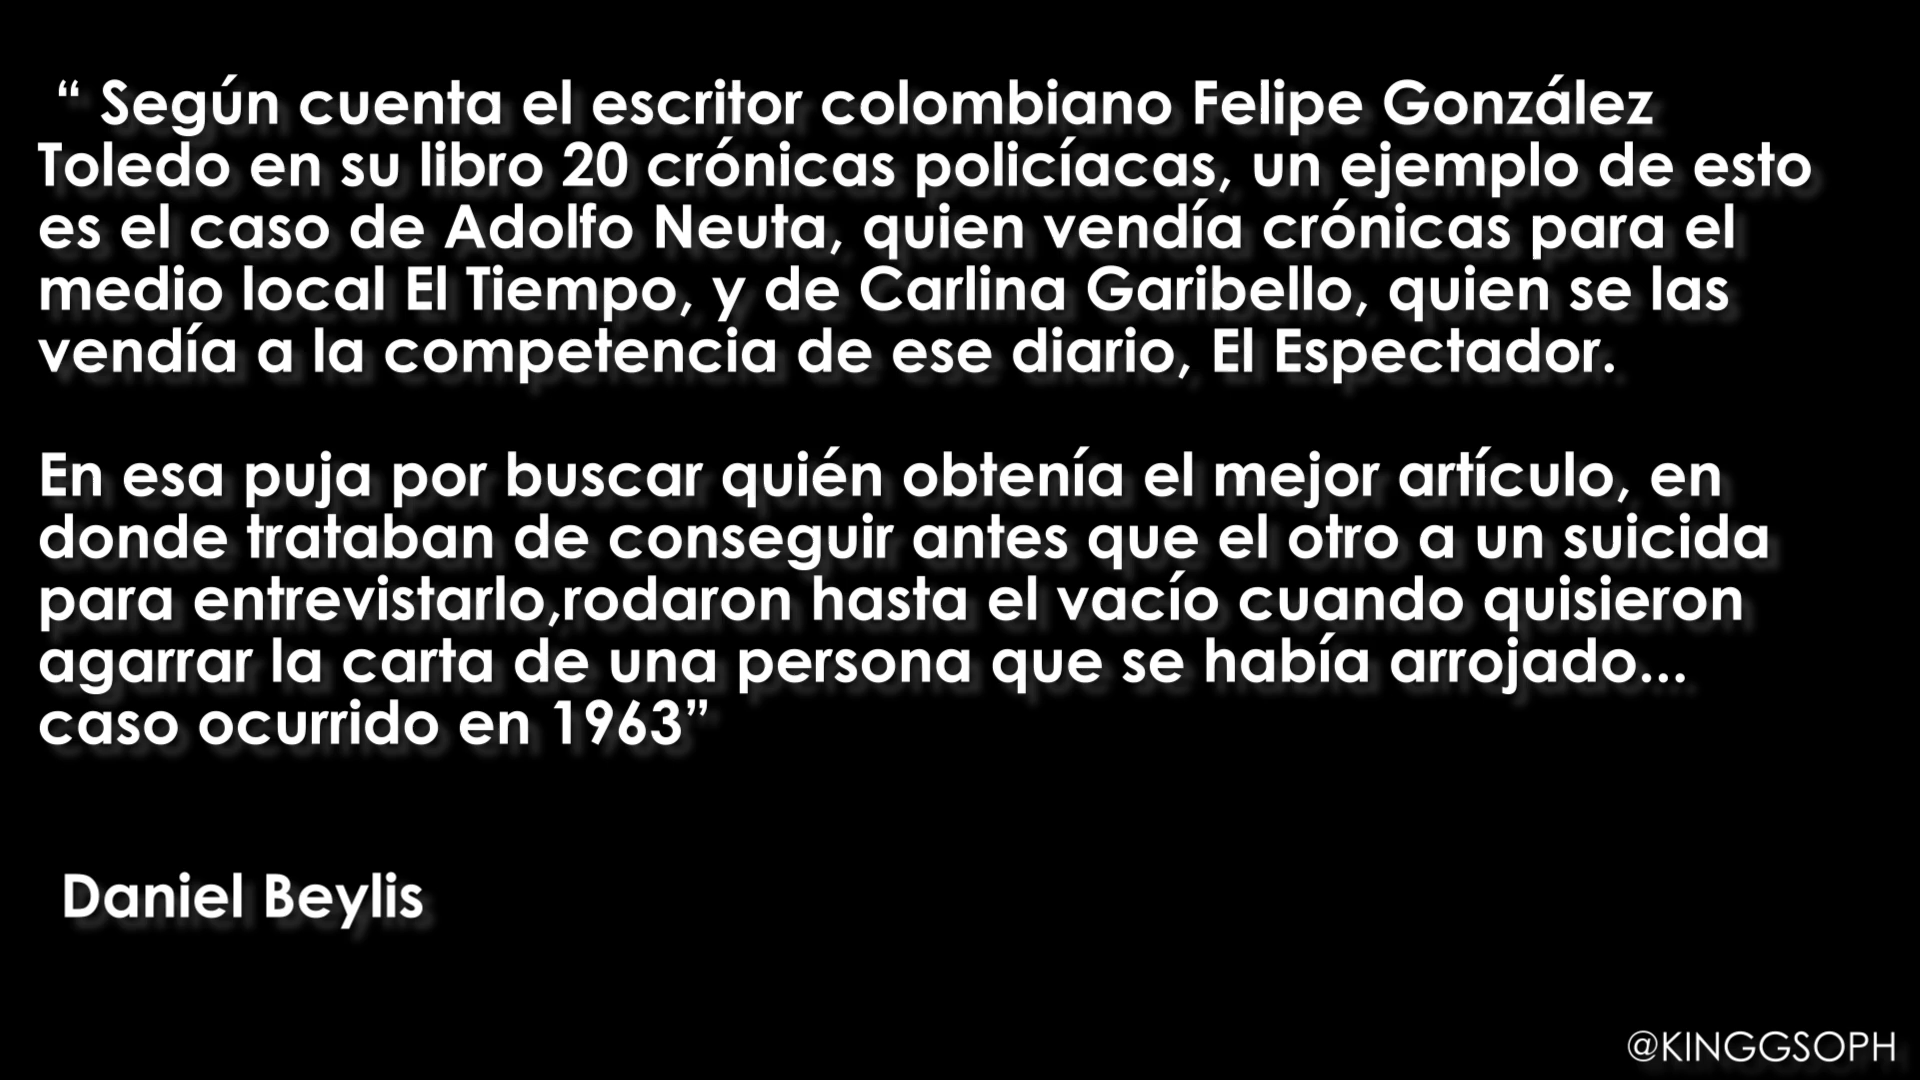 “ Según cuenta el escritor colombiano Felipe González
Toledo en su libro 20 crónicas policíacas, un ejemplo de esto
es el caso de Adolfo Neuta, quien vendía crónicas para el
medio local El Tiempo, y de Carlina Garibello, quien se las
vendía a la competencia de ese diario, El Espectador.
En esa puja por buscar quién obtenía el mejor artículo, en
donde trataban de conseguir antes que el otro a un suicida
para entrevistarlo,rodaron hasta el vacío cuando quisieron
agarrar la carta de una persona que se había arrojado...
caso ocurrido en 1963”
Daniel Beylis
@KINGGSOPH